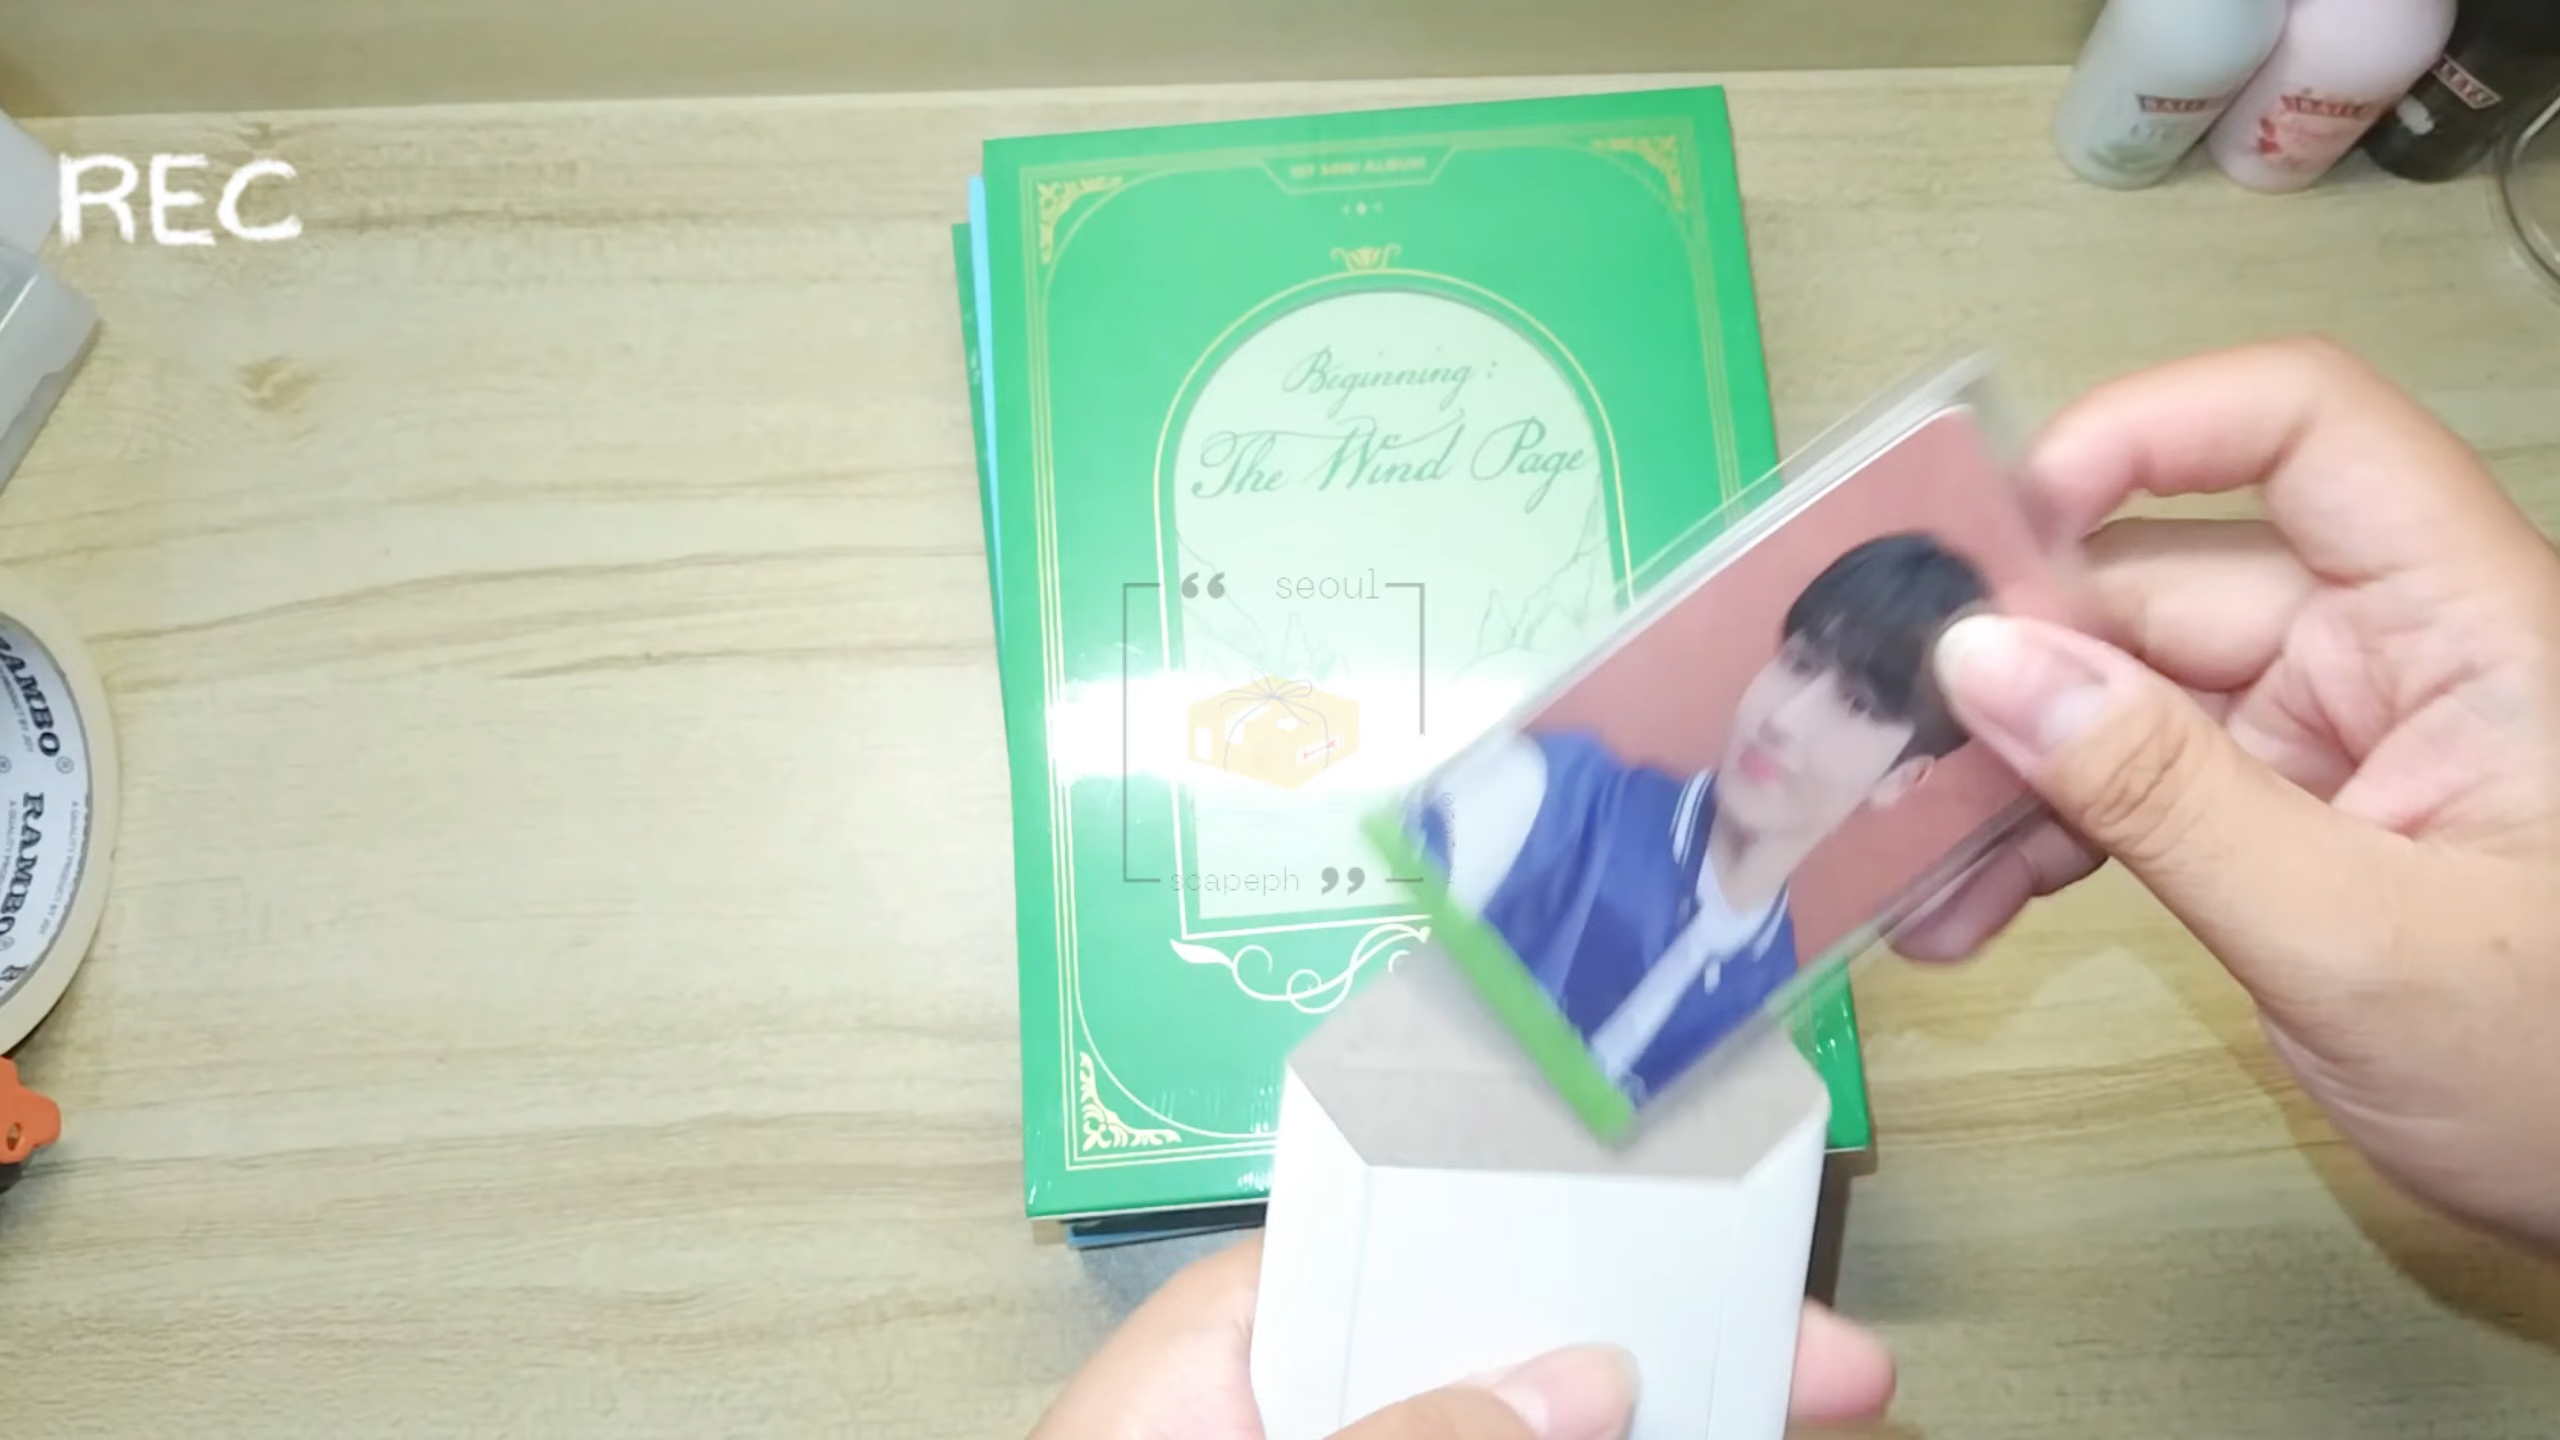 REC
1ST MINI ALBUM
Beginning :
The Wind Page
“ seoul
scapeph ”
RAMBO
RAMBO